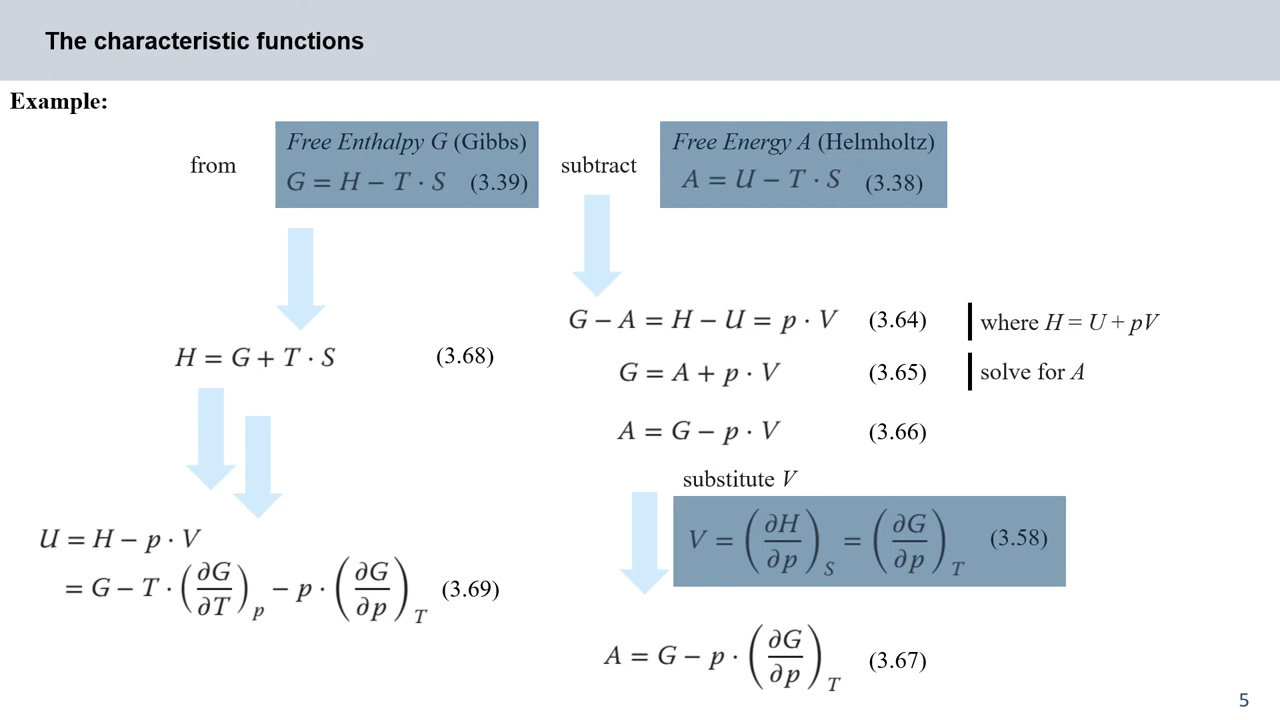 The characteristic functions
Example:
from
Free Enthalpy G (Gibbs)
G = H − T · S (3.39)
subtract
Free Energy A (Helmholtz)
A = U − T · S (3.38)
G − A = H − U = p · V (3.64) where H = U + pV
H = G + T · S (3.68)
G = A + p · V (3.65) solve for A
A = G − p · V (3.66)
substitute V
V = (∂H/∂p)_S = (∂G/∂p)_T (3.58)
U = H − p · V
= G − T · (∂G/∂T)_p − p · (∂G/∂p)_T (3.69)
A = G − p · (∂G/∂p)_T (3.67)
5